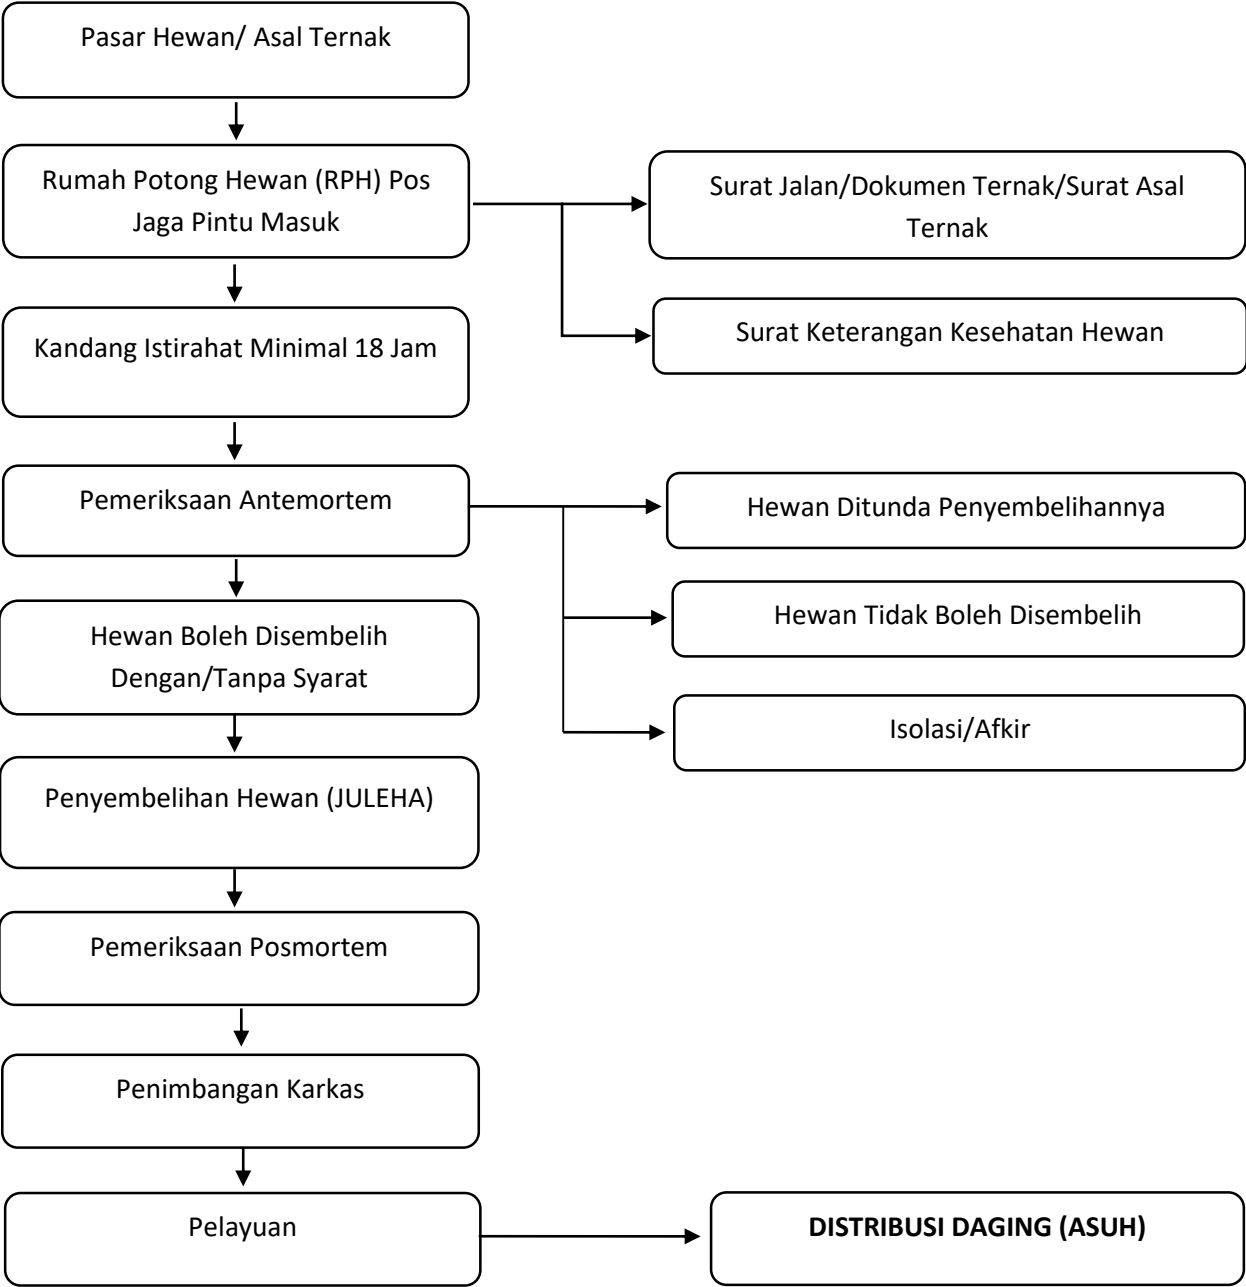 Pasar Hewan/ Asal Ternak
Rumah Potong Hewan (RPH) Pos
Jaga Pintu Masuk
Surat Jalan/Dokumen Ternak/Surat Asal
Ternak
Surat Keterangan Kesehatan Hewan
Kandang Istirahat Minimal 18 Jam
Pemeriksaan Antemortem
Hewan Ditunda Penyembelihannya
Hewan Tidak Boleh Disembelih
Isolasi/Afkir
Hewan Boleh Disembelih
Dengan/Tanpa Syarat
Penyembelihan Hewan (JULEHA)
Pemeriksaan Posmortem
Penimbangan Karkas
Pelayuan
DISTRIBUSI DAGING (ASUH)